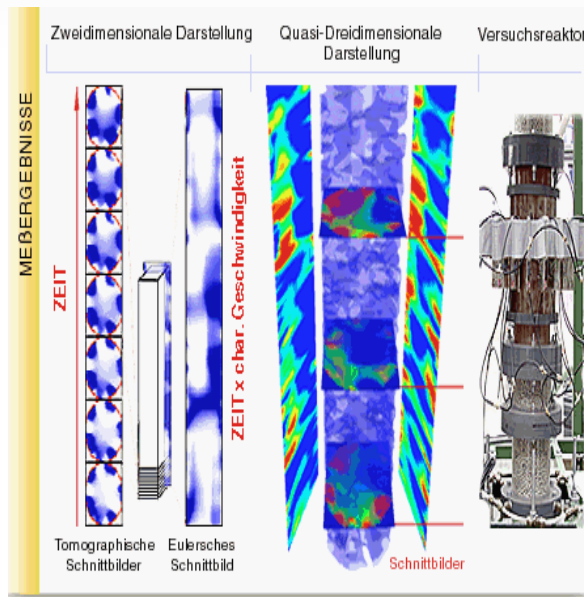 Zweidimensionale Darstellung
Quasi-Dreidimensionale
Darstellung
Versuchsreaktor
MEßERGEBNISSE
ZEIT
ZEIT x char. Geschwindigkeit
Tomographische
Schnittbilder
Eulersches
Schnittbild
Schnittbilder